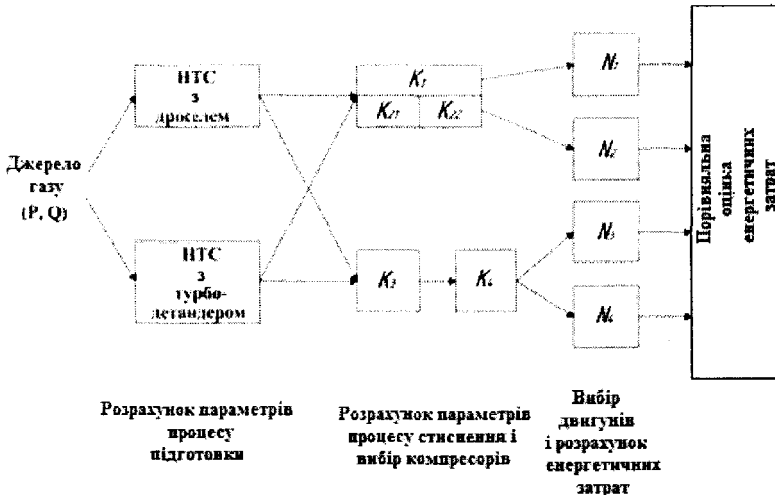 НТС
з
дроселем
Джерело
газу
(P, Q)
НТС
з
турбо-
детандером
K₁
K₂₁ K₂₂
K₃
K₄
N₁
N₂
N₃
N₄
Порівняльна
оцінка
енергетичних
затрат
Розрахунок параметрів
процесу
підготовки
Розрахунок параметрів
процесу стиснення і
вибір компресорів
Вибір
двигунів
і розрахунок
енергетичних
затрат